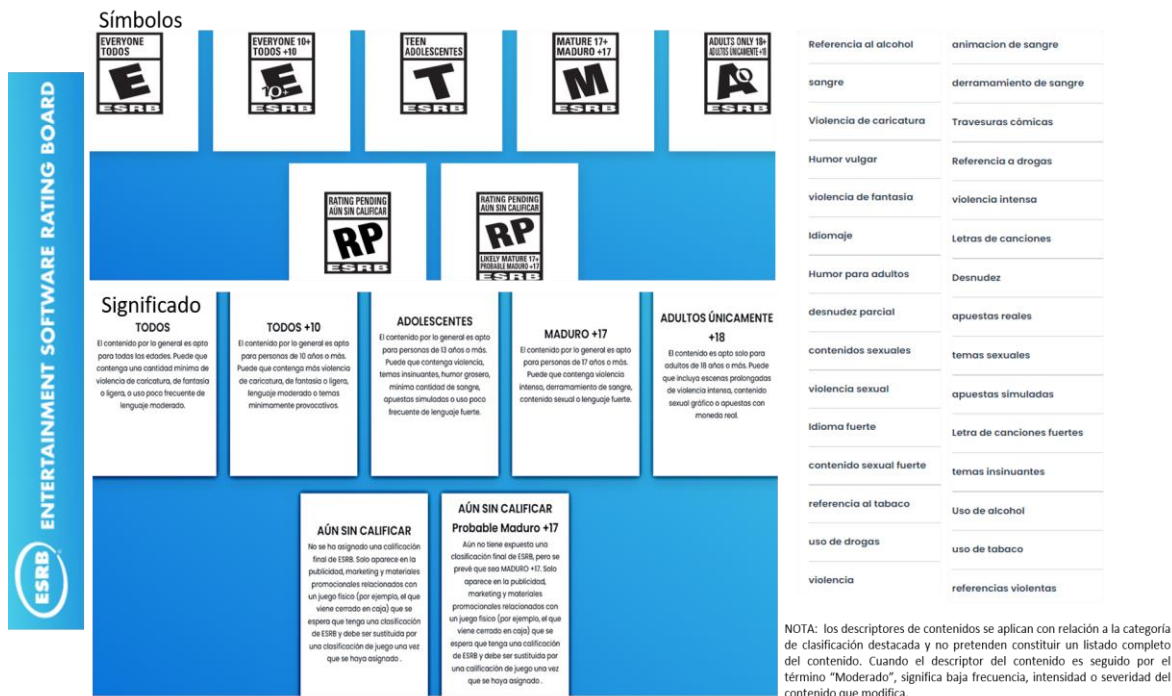 Símbolos
ENTERTAINMENT SOFTWARE RATING BOARD
ESRB
EVERYONE
TODOS
E
ESRB
EVERYONE 10+
TODOS +10
E
10+
ESRB
TEEN
ADOLESCENTES
T
ESRB
MATURE 17+
MADURO +17
M
ESRB
ADULTS ONLY 18+
ADULTOS ÚNICAMENTE +18
AO
ESRB
RATING PENDING
AÚN SIN CALIFICAR
RP
ESRB
RATING PENDING
AÚN SIN CALIFICAR
RP
LIKELY MATURE 17+
PROBABLE MADURO +17
ESRB
Significado
TODOS
El contenido por lo general es apto
para todas las edades. Puede que
contenga una cantidad mínima de
violencia de caricatura, de fantasía
o ligera, o uso poco frecuente de
lenguaje moderado.
TODOS +10
El contenido por lo general es apto
para personas de 10 años o más.
Puede que contenga más violencia
de caricatura, de fantasía o ligera,
lenguaje moderado o temas
mínimamente provocativos.
ADOLESCENTES
El contenido por lo general es apto
para personas de 13 años o más.
Puede que contenga violencia,
temas insinuantes, humor grosero,
mínima cantidad de sangre,
apuestas simuladas o uso poco
frecuente de lenguaje fuerte.
MADURO +17
El contenido por lo general es apto
para personas de 17 años o más.
Puede que contenga violencia
intensa, derramamiento de sangre,
contenido sexual o lenguaje fuerte.
ADULTOS ÚNICAMENTE
+18
El contenido es apto solo para
adultos de 18 años o más. Puede
que incluya escenas prolongadas
de violencia intensa, contenido
sexual gráfico o apuestas con
moneda real.
AÚN SIN CALIFICAR
No se ha asignado una calificación
final de ESRB. Solo aparece en la
publicidad, marketing y materiales
promocionales relacionados con
un juego físico (por ejemplo, el que
viene cerrado en caja) que se
espera que tenga una clasificación
de ESRB y debe ser sustituida por
una clasificación de juego una vez
que se haya asignado .
AÚN SIN CALIFICAR
Probable Maduro +17
Aún no tiene expuesta una
clasificación final de ESRB, pero se
prevé que sea MADURO +17. Solo
aparece en la publicidad,
marketing y materiales
promocionales relacionados con
un juego físico (por ejemplo, el que
viene cerrado en caja) que se
espera que tenga una calificación
de ESRB y debe ser sustituida por
una calificación de juego una vez
que se haya asignado .
Referencia al alcohol
sangre
Violencia de caricatura
Humor vulgar
violencia de fantasía
Idiomaje
Humor para adultos
desnudez parcial
contenidos sexuales
violencia sexual
Idioma fuerte
contenido sexual fuerte
referencia al tabaco
uso de drogas
violencia
animacion de sangre
derramamiento de sangre
Travesuras cómicas
Referencia a drogas
violencia intensa
Letras de canciones
Desnudez
apuestas reales
temas sexuales
apuestas simuladas
Letra de canciones fuertes
temas insinuantes
Uso de alcohol
uso de tabaco
referencias violentas
NOTA: los descriptores de contenidos se aplican con relación a la categoría
de clasificación destacada y no pretenden constituir un listado completo
del contenido. Cuando el descriptor del contenido es seguido por el
término “Moderado”, significa baja frecuencia, intensidad o severidad del
contenido que modifica.